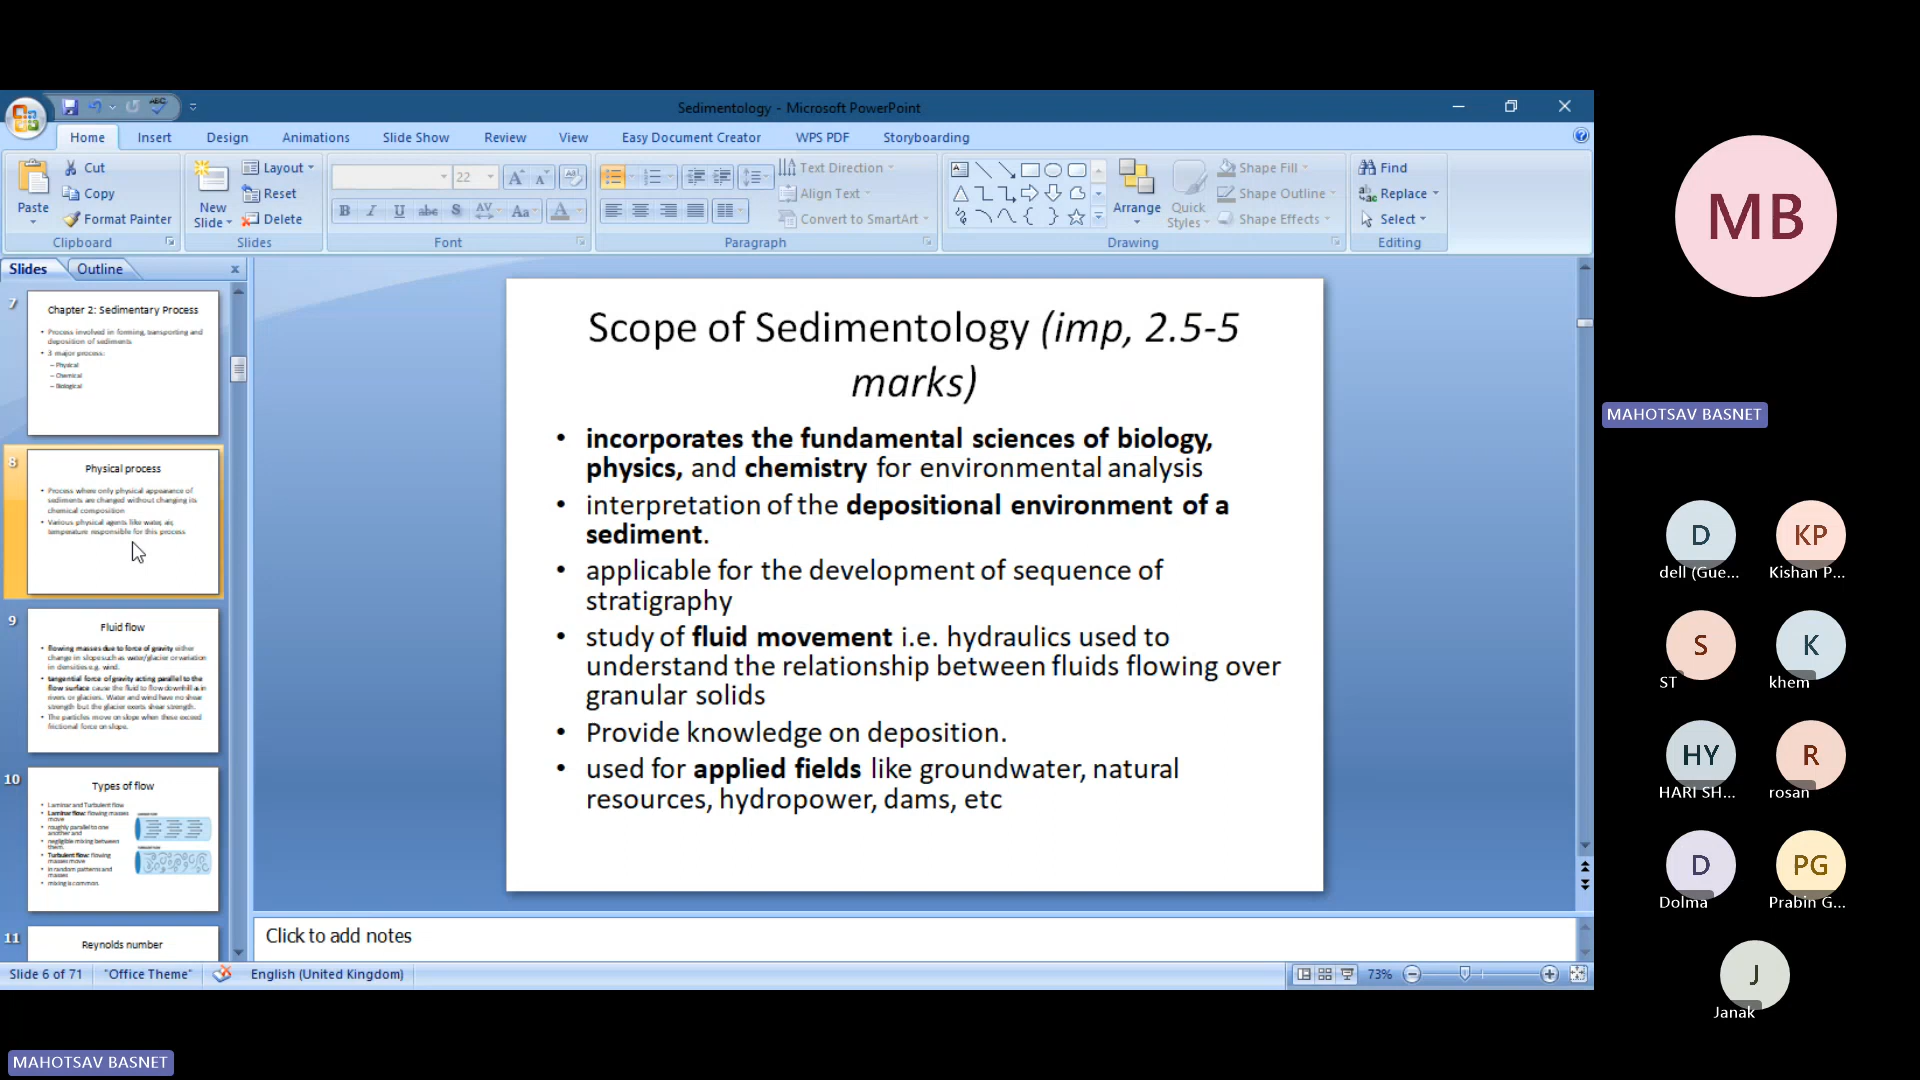 Sedimentology - Microsoft PowerPoint
Home Insert Design Animations Slide Show Review View Easy Document Creator WPS PDF Storyboarding
Paste
Cut
Copy
Format Painter
Clipboard
New
Slide
Layout
Reset
Delete
Slides
22
Font
Text Direction
Align Text
Convert to SmartArt
Paragraph
Arrange
Quick
Styles
Shape Fill
Shape Outline
Shape Effects
Drawing
Find
Replace
Select
Editing
Slides Outline
7
Chapter 2: Sedimentary Process
• Process involved in forming, transporting and
deposition of sediments
• 3 major process:
– Physical
– Chemical
– Biological
8
Physical process
• Process where only physical appearance of
sediments are changed without changing its
chemical composition
• Various physical agents like water, air,
temperature responsible for this process
9
Fluid flow
• flowing masses due to force of gravity either
change in slope such as water/glacier or variation
in densities e.g. wind.
• tangential force of gravity acting parallel to the
flow surface cause the fluid to flow downhill as in
rivers or glaciers. Water and wind have no shear
strength but the glacier exerts shear strength.
• The particles move on slope when these exceed
frictional force on slope.
10
Types of flow
• Laminar and Turbulent flow
• Laminar flow: flowing masses
move
• roughly parallel to one
another and
• negligible mixing between
them.
• Turbulent flow: flowing
masses move
• in random patterns and
masses
• mixing is common.
11
Reynolds number
Scope of Sedimentology (imp, 2.5-5
marks)
• incorporates the fundamental sciences of biology,
physics, and chemistry for environmental analysis
• interpretation of the depositional environment of a
sediment.
• applicable for the development of sequence of
stratigraphy
• study of fluid movement i.e. hydraulics used to
understand the relationship between fluids flowing over
granular solids
• Provide knowledge on deposition.
• used for applied fields like groundwater, natural
resources, hydropower, dams, etc
Click to add notes
Slide 6 of 71 "Office Theme" English (United Kingdom) 73%
MB
MAHOTSAV BASNET
D KP
dell (Gue... Kishan P...
S K
ST khem
HY R
HARI SH... rosan
D PG
Dolma Prabin G...
J
Janak
MAHOTSAV BASNET